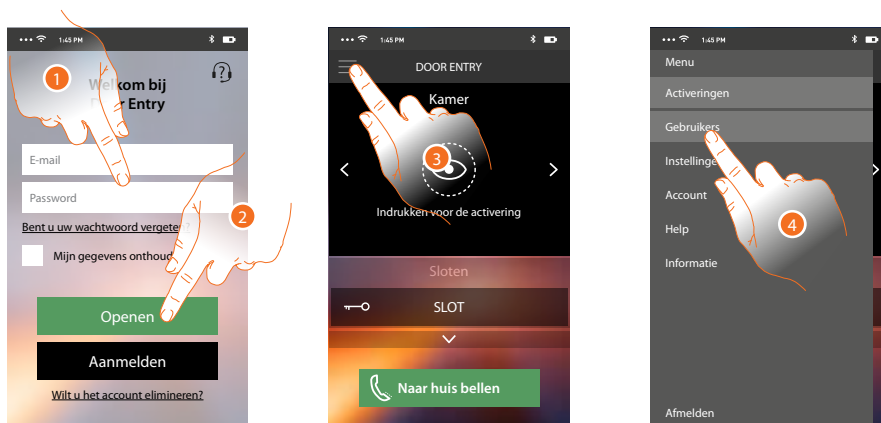 1:45 PM
1
Welkom bij
Door Entry
E-mail
Password
2
Bent u uw wachtwoord vergeten?
Mijn gegevens onthoud
Openen
Aanmelden
Wilt u het account elimineren?
1:45 PM
DOOR ENTRY
Kamer
3
Indrukken voor de activering
Sloten
SLOT
Naar huis bellen
1:45 PM
Menu
Activeringen
Gebruikers
Instellinge
Account
4
Help
Informatie
Afmelden